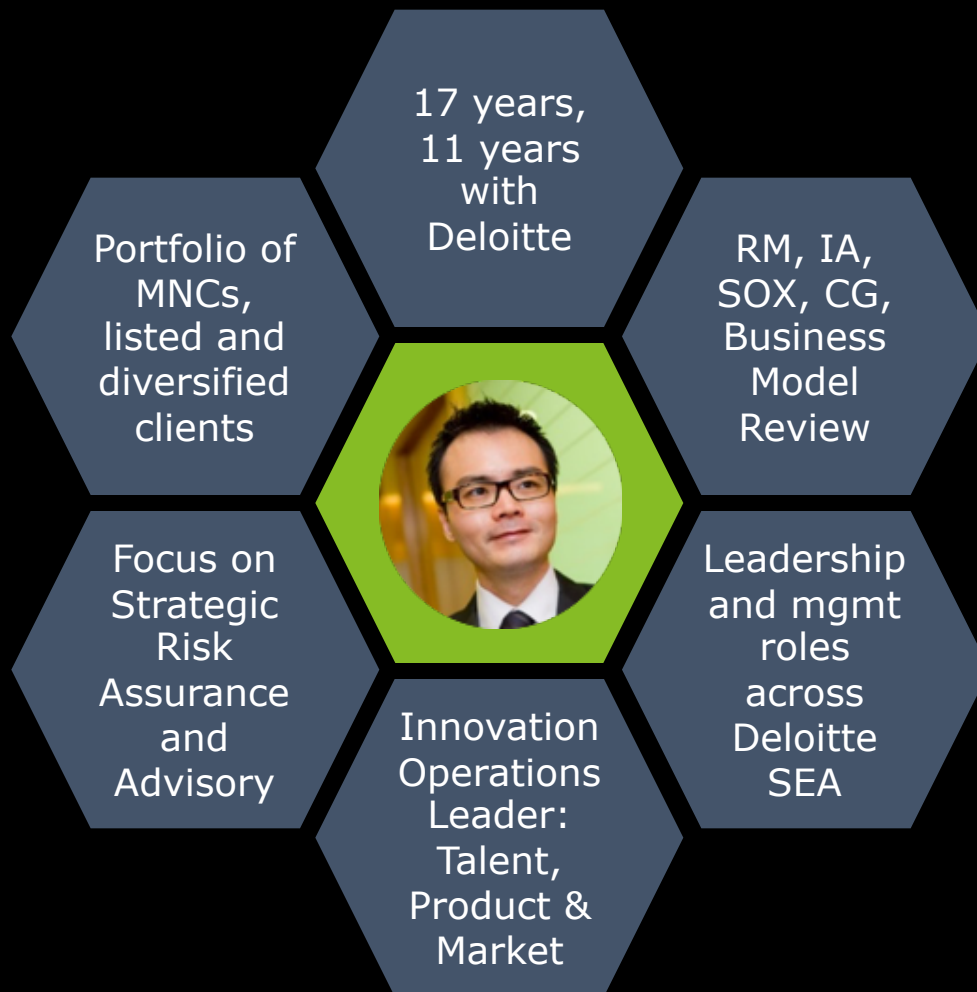 17 years,
11 years
with
Deloitte
Portfolio of
MNCs,
listed and
diversified
clients
RM, IA,
SOX, CG,
Business
Model
Review
Focus on
Strategic
Risk
Assurance
and
Advisory
Leadership
and mgmt
roles
across
Deloitte
SEA
Innovation
Operations
Leader:
Talent,
Product &
Market